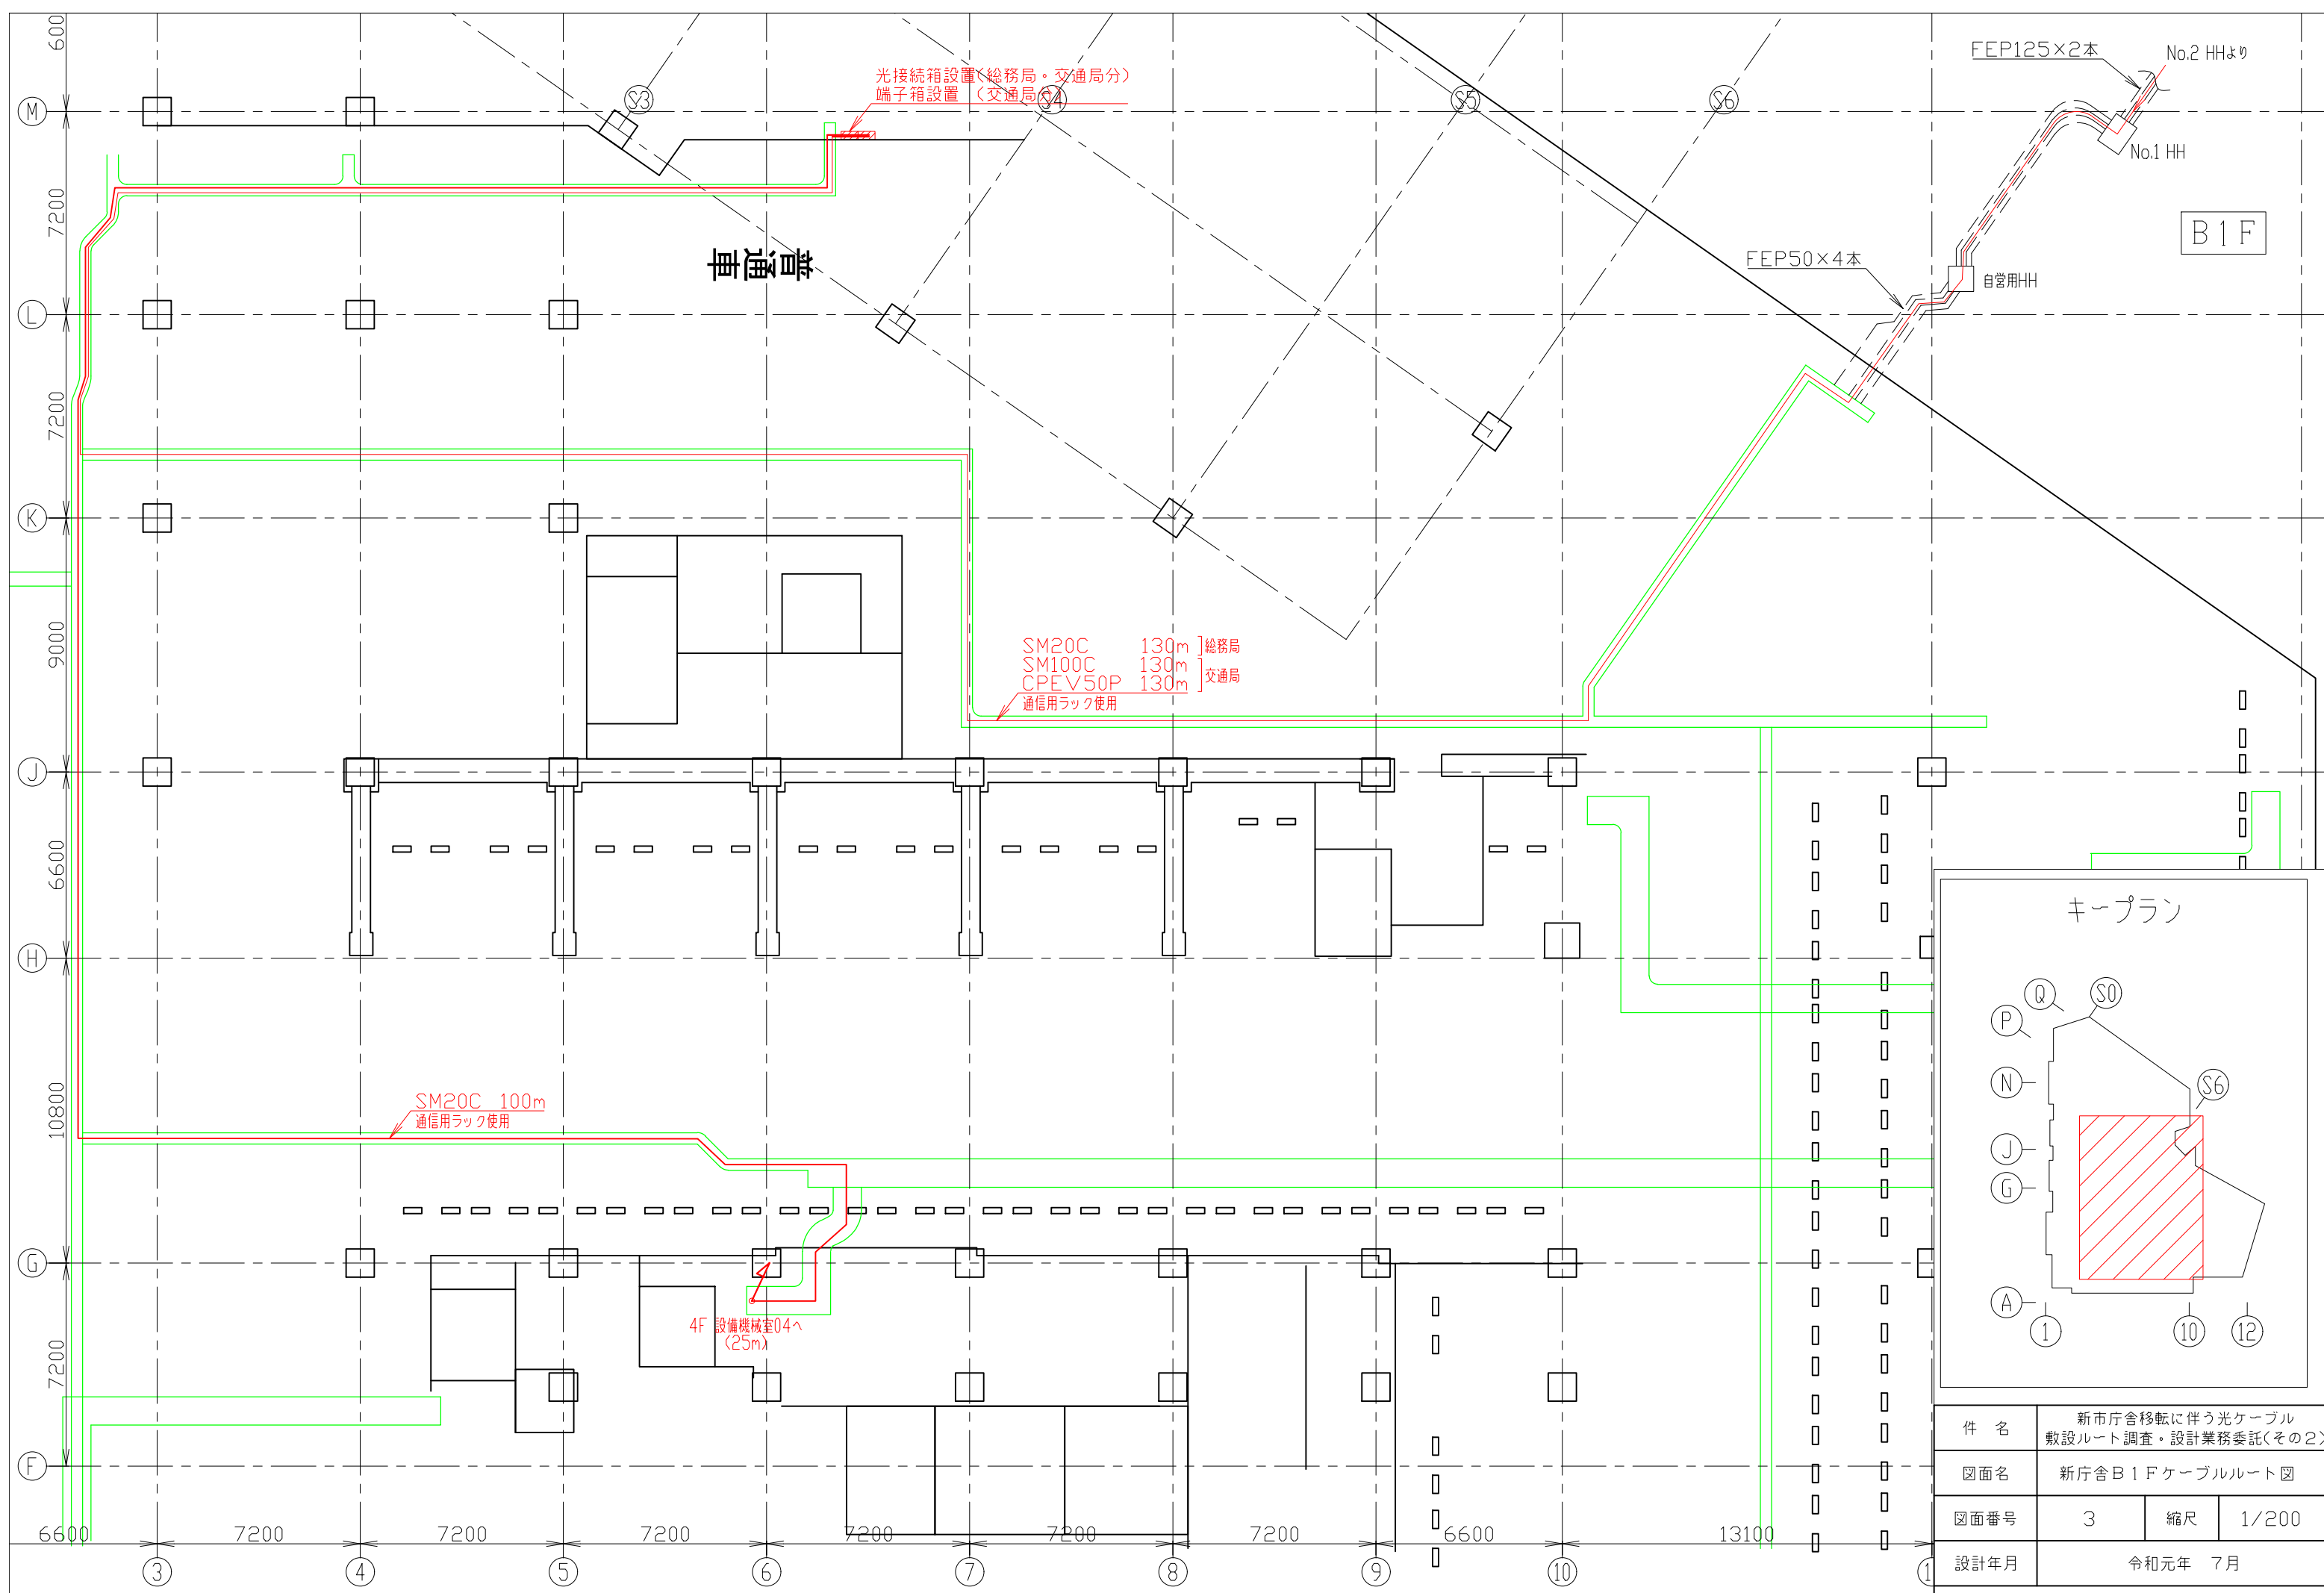 光接続箱設置(総務局・交通局分)
端子箱設置 (交通局分)
S3
S4
S5
S6
FEP125×2本
No.2 HHより
No.1 HH
B1F
FEP50×4本
自営用HH
普通車
M
L
K
J
H
G
F
600
7200
7200
9000
6600
10800
7200
SM20C 130m 総務局
SM100C 130m
CPEV50P 130m 交通局
通信用ラック使用
SM20C 100m
通信用ラック使用
4F 設備機械室04へ
(25m)
6600
7200
7200
7200
7200
7200
7200
6600
13100
3
4
5
6
7
8
9
10
キープラン
Q
S0
P
N
S6
J
G
A
1
10
12
件 名
新市庁舎移転に伴う光ケーブル
敷設ルート調査・設計業務委託(その2)
図面名
新庁舎B1Fケーブルルート図
図面番号
3
縮尺
1/200
設計年月
令和元年 7月